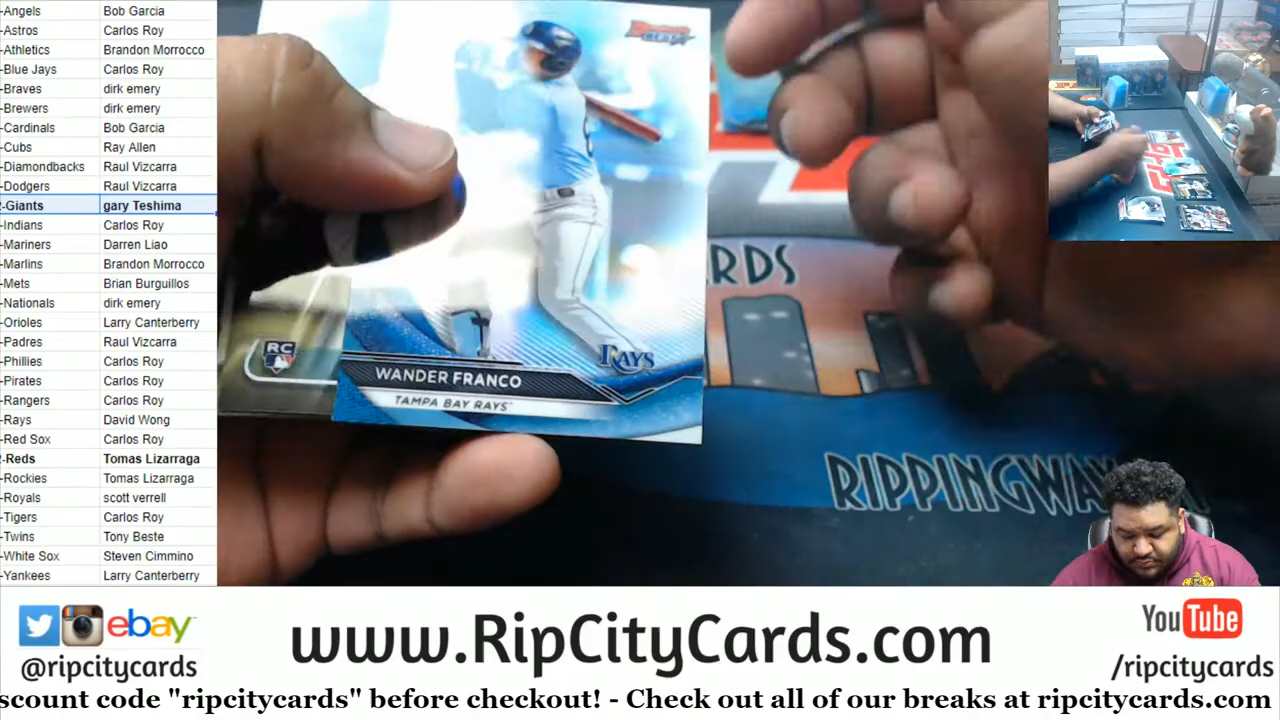 -Angels Bob Garcia
-Astros Carlos Roy
-Athletics Brandon Morrocco
-Blue Jays Carlos Roy
-Braves dirk emery
-Brewers dirk emery
-Cardinals Bob Garcia
-Cubs Ray Allen
-Diamondbacks Raul Vizcarra
-Dodgers Raul Vizcarra
-Giants gary Teshima
-Indians Carlos Roy
-Mariners Darren Liao
-Marlins Brandon Morrocco
-Mets Brian Burguillos
-Nationals dirk emery
-Orioles Larry Canterberry
-Padres Raul Vizcarra
-Phillies Carlos Roy
-Pirates Carlos Roy
-Rangers Carlos Roy
-Rays David Wong
-Red Sox Carlos Roy
-Reds Tomas Lizarraga
-Rockies Tomas Lizarraga
-Royals scott verrell
-Tigers Carlos Roy
-Twins Tony Beste
-White Sox Steven Cimmino
-Yankees Larry Canterberry
RC
RAYS
WANDER FRANCO
TAMPA BAY RAYS
RDS
RIPPINGWA
ebay
@ripcitycards
www.RipCityCards.com
YouTube
/ripcitycards
scount code "ripcitycards" before checkout! - Check out all of our breaks at ripcitycards.com